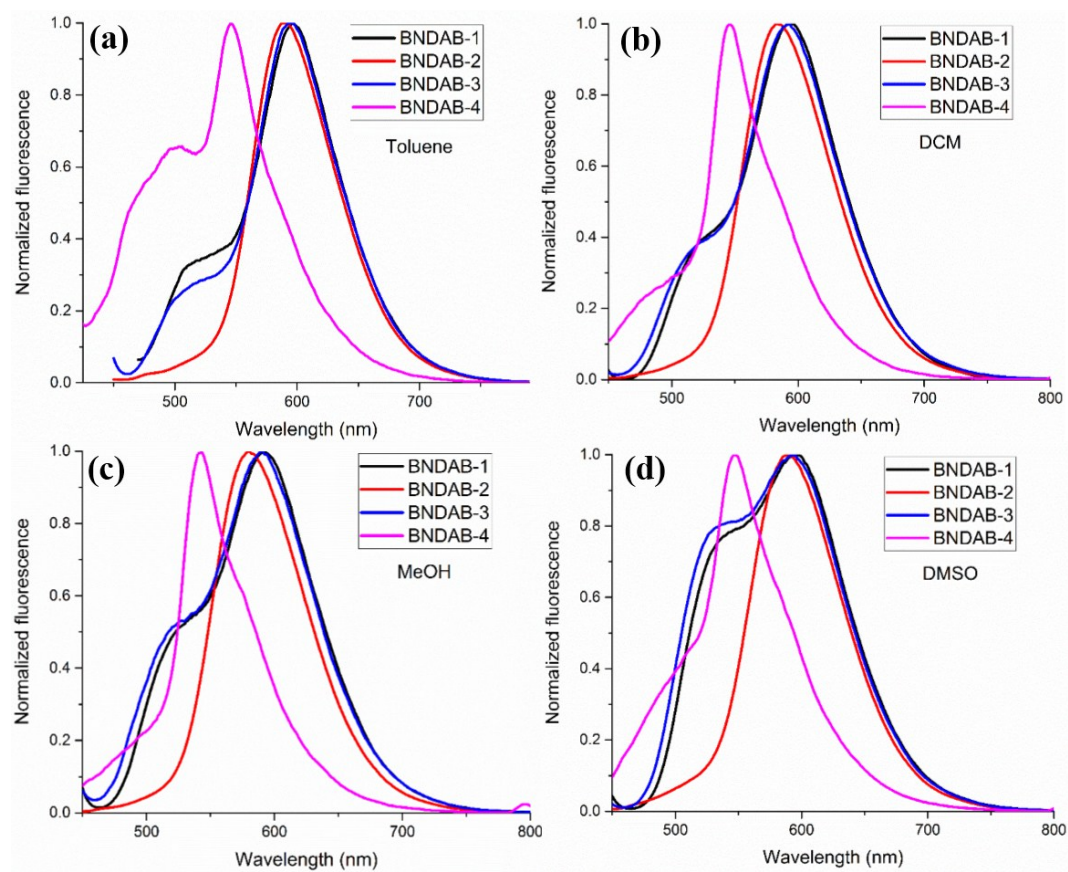 (a)
BNDAB-1
BNDAB-2
BNDAB-3
BNDAB-4
Toluene
Normalized fluorescence
1.0
0.8
0.6
0.4
0.2
0.0
500
600
700
Wavelength (nm)
(b)
BNDAB-1
BNDAB-2
BNDAB-3
BNDAB-4
DCM
Normalized fluorescence
1.0
0.8
0.6
0.4
0.2
0.0
500
600
700
800
Wavelength (nm)
(c)
BNDAB-1
BNDAB-2
BNDAB-3
BNDAB-4
MeOH
Normalized fluorescence
1.0
0.8
0.6
0.4
0.2
0.0
500
600
700
800
Wavelength (nm)
(d)
BNDAB-1
BNDAB-2
BNDAB-3
BNDAB-4
DMSO
Normalized fluorescence
1.0
0.8
0.6
0.4
0.2
0.0
500
600
700
800
Wavelength (nm)